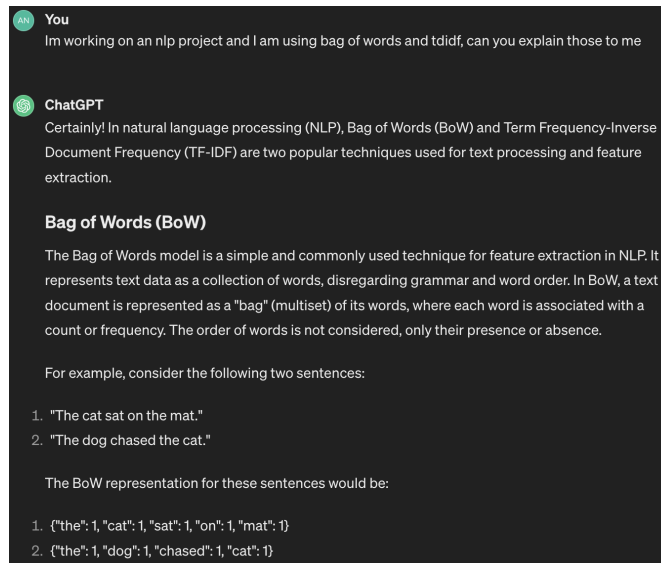 AN
You
Im working on an nlp project and I am using bag of words and tdidf, can you explain those to me
ChatGPT
Certainly! In natural language processing (NLP), Bag of Words (BoW) and Term Frequency-Inverse
Document Frequency (TF-IDF) are two popular techniques used for text processing and feature
extraction.
Bag of Words (BoW)
The Bag of Words model is a simple and commonly used technique for feature extraction in NLP. It
represents text data as a collection of words, disregarding grammar and word order. In BoW, a text
document is represented as a "bag" (multiset) of its words, where each word is associated with a
count or frequency. The order of words is not considered, only their presence or absence.
For example, consider the following two sentences:
1. "The cat sat on the mat."
2. "The dog chased the cat."
The BoW representation for these sentences would be:
1. {"the": 1, "cat": 1, "sat": 1, "on": 1, "mat": 1}
2. {"the": 1, "dog": 1, "chased": 1, "cat": 1}